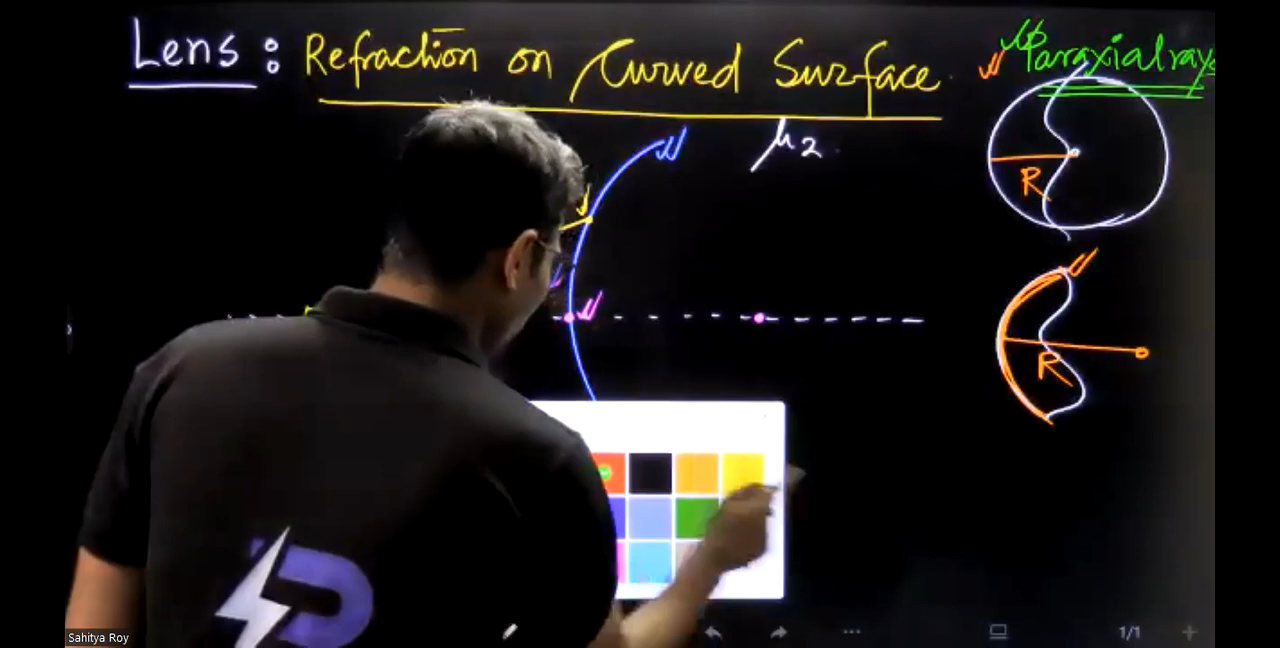 Lens : Refraction on Curved Surface
Paraxial rays
μ2
R
R
Sahitya Roy
1/1